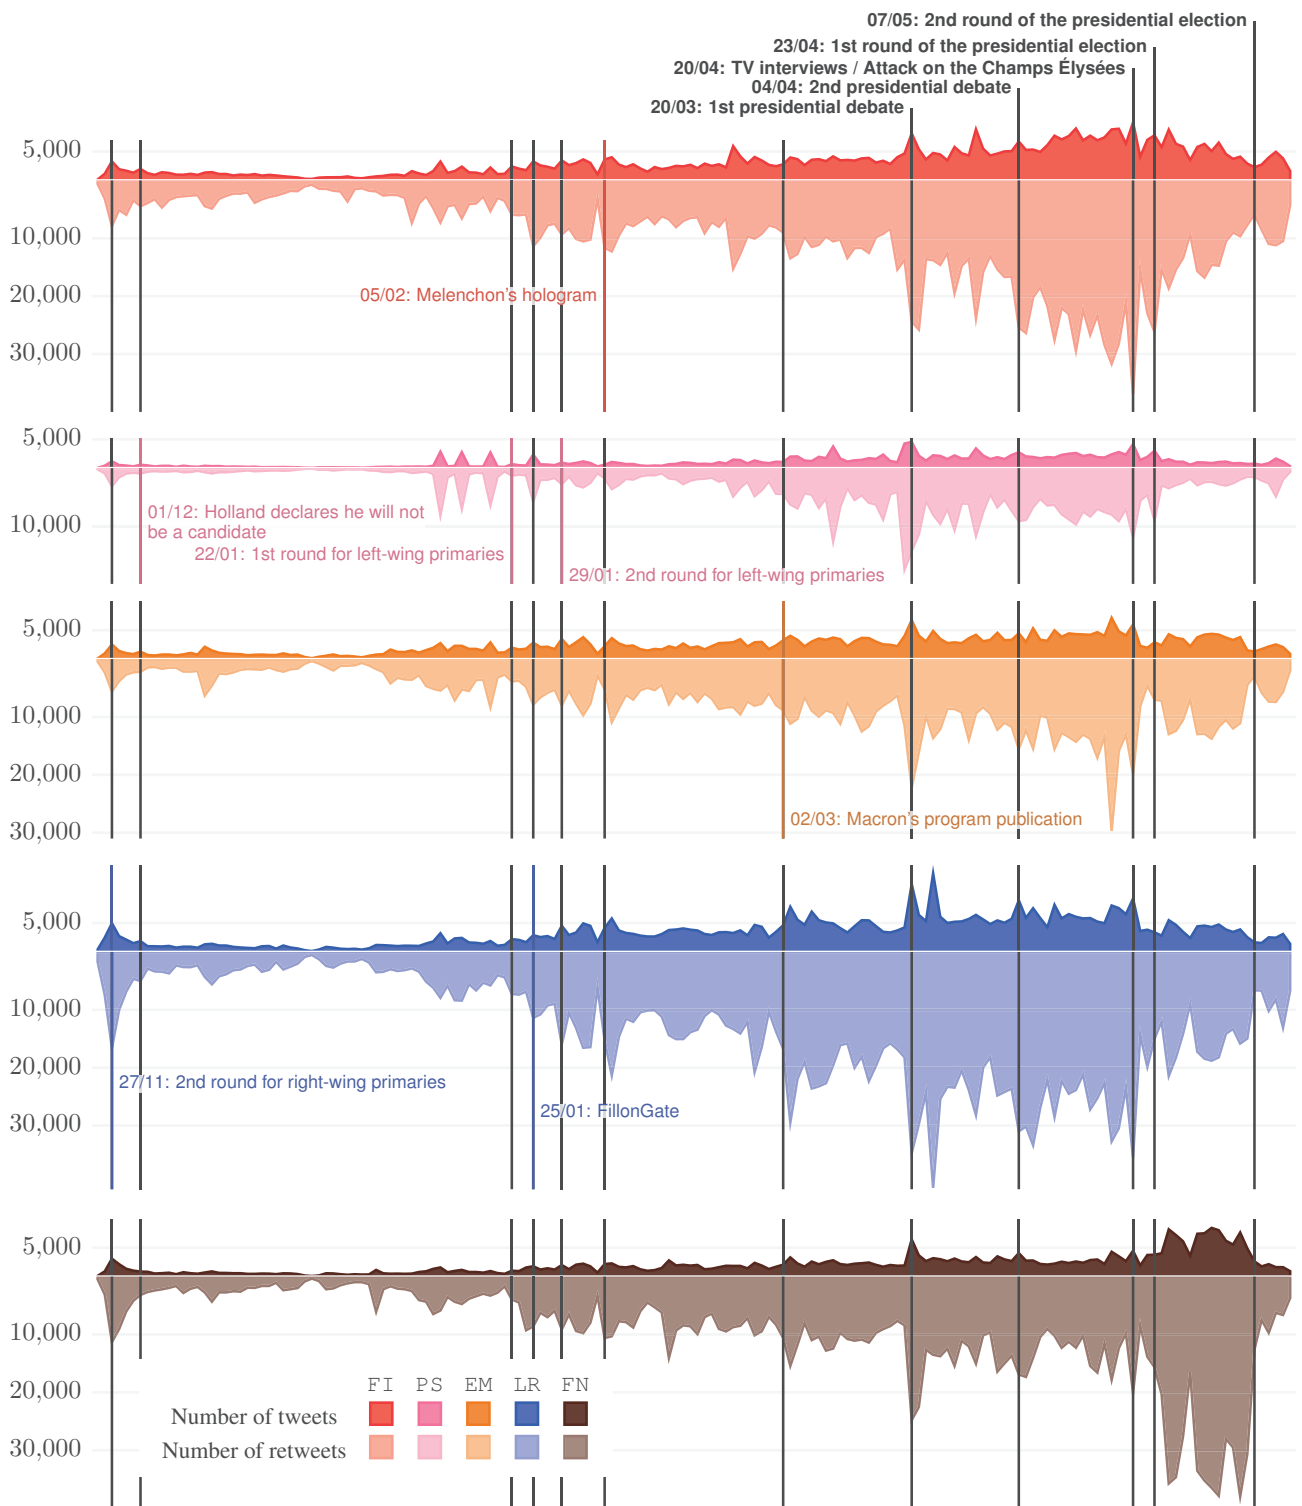 07/05: 2nd round of the presidential election
23/04: 1st round of the presidential election
20/04: TV interviews / Attack on the Champs Élysées
04/04: 2nd presidential debate
20/03: 1st presidential debate
5,000
10,000
20,000
05/02: Melenchon's hologram
30,000
5,000
10,000
01/12: Holland declares he will not
be a candidate
22/01: 1st round for left-wing primaries
29/01: 2nd round for left-wing primaries
5,000
10,000
20,000
02/03: Macron's program publication
30,000
5,000
10,000
20,000
27/11: 2nd round for right-wing primaries
25/01: FillonGate
30,000
5,000
10,000
20,000
30,000
FI PS EM LR FN
Number of tweets
Number of retweets